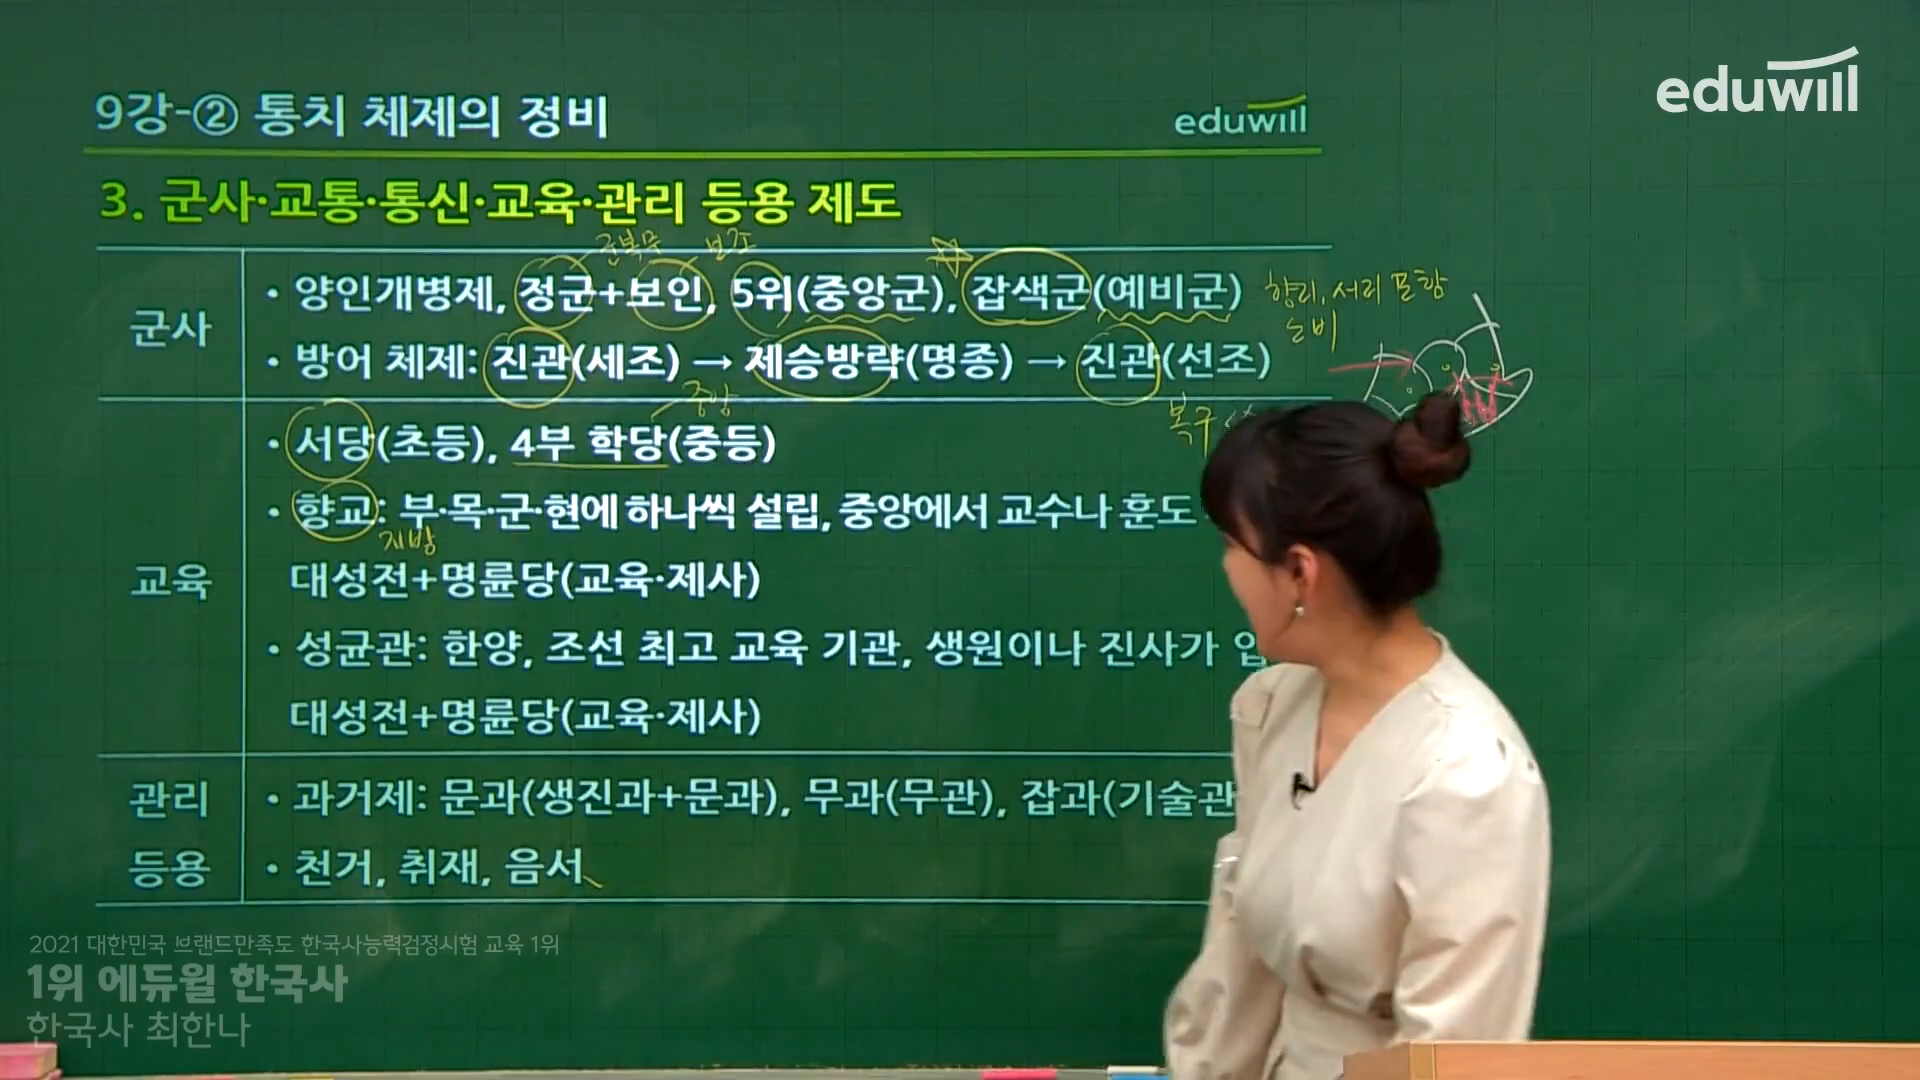 eduwill
9강-② 통치 체제의 정비
eduwill
3. 군사·교통·통신·교육·관리 등용 제도
군복무
보조
군사
• 양인개병제, 정군+보인, 5위(중앙군), 잡색군(예비군)
향리, 서리 포함
노비
• 방어 체제: 진관(세조) → 제승방략(명종) → 진관(선조)
중앙
복구
교육
• 서당(초등), 4부 학당(중등)
• 향교: 부·목·군·현에 하나씩 설립, 중앙에서 교수나 훈도
지방
대성전+명륜당(교육·제사)
• 성균관: 한양, 조선 최고 교육 기관, 생원이나 진사가
대성전+명륜당(교육·제사)
관리
등용
• 과거제: 문과(생진과+문과), 무과(무관), 잡과(기술관
• 천거, 취재, 음서
2021 대한민국 브랜드만족도 한국사능력검정시험 교육 1위
1위 에듀윌 한국사
한국사 최한나